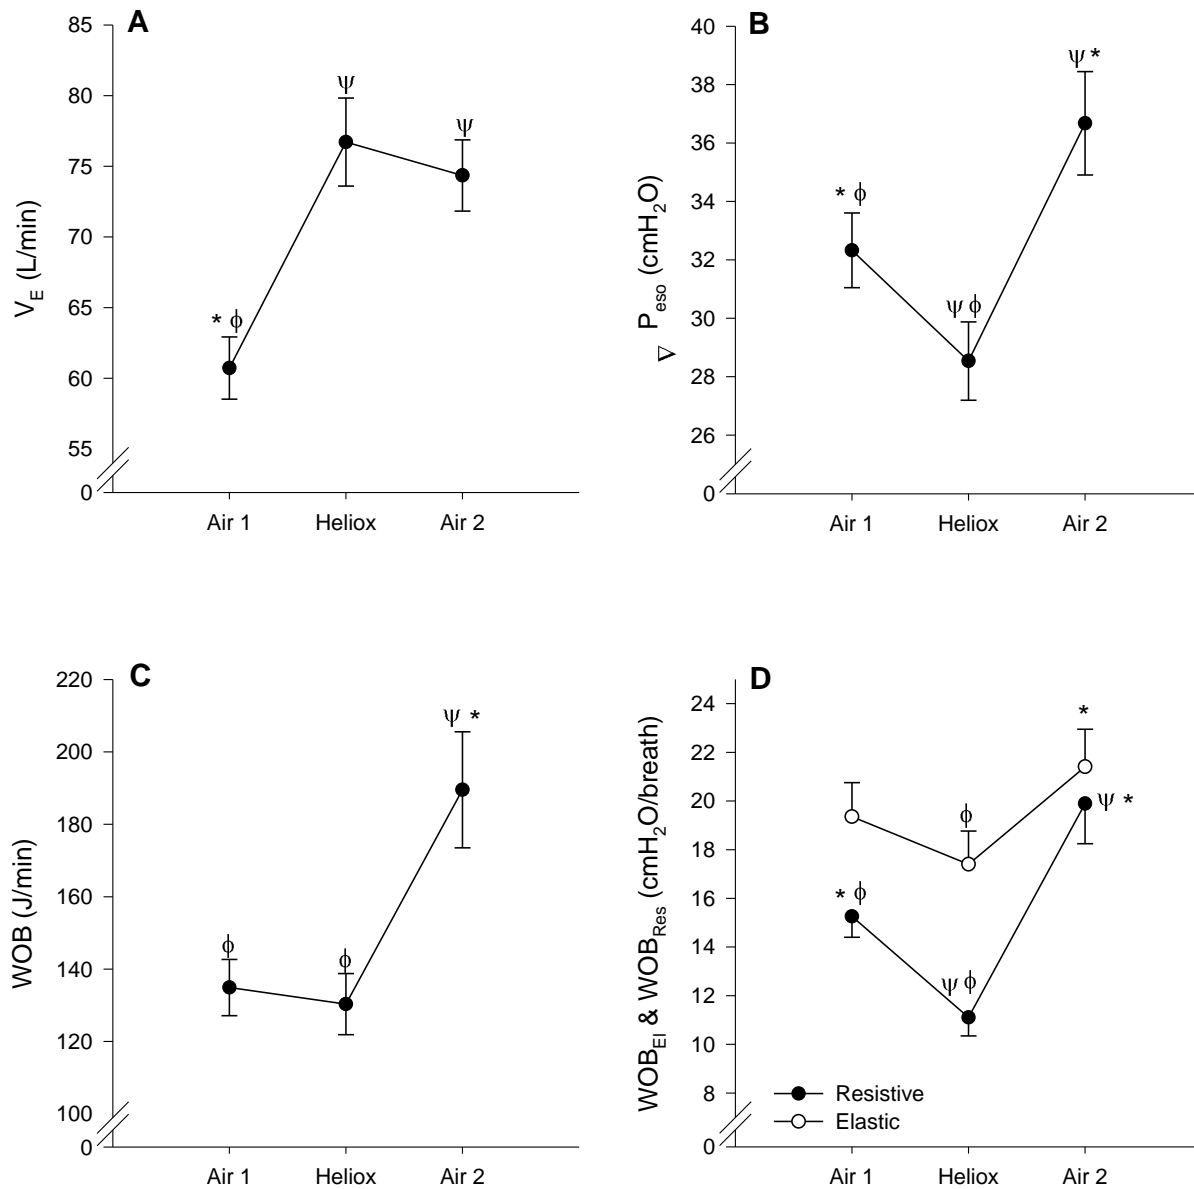 A
85
80
75
70
65
60
55
0
V_E (L/min)
* ϕ
ψ
ψ
Air 1 Heliox Air 2
B
40
38
36
34
32
30
28
26
0
∇ P_eso (cmH_2O)
* ϕ
ψ ϕ
ψ *
Air 1 Heliox Air 2
C
220
200
180
160
140
120
100
0
WOB (J/min)
ϕ
ϕ
ψ *
Air 1 Heliox Air 2
D
24
22
20
18
16
14
12
10
8
0
WOB_El & WOB_Res (cmH_2O/breath)
*
ϕ
ψ *
* ϕ
ψ ϕ
Resistive
Elastic
Air 1 Heliox Air 2